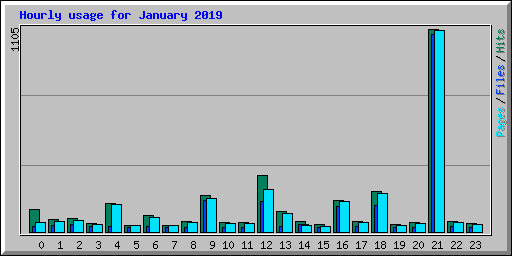 Hourly usage for January 2019
1105
Pages/Files/Hits
0 1 2 3 4 5 6 7 8 9 10 11 12 13 14 15 16 17 18 19 20 21 22 23